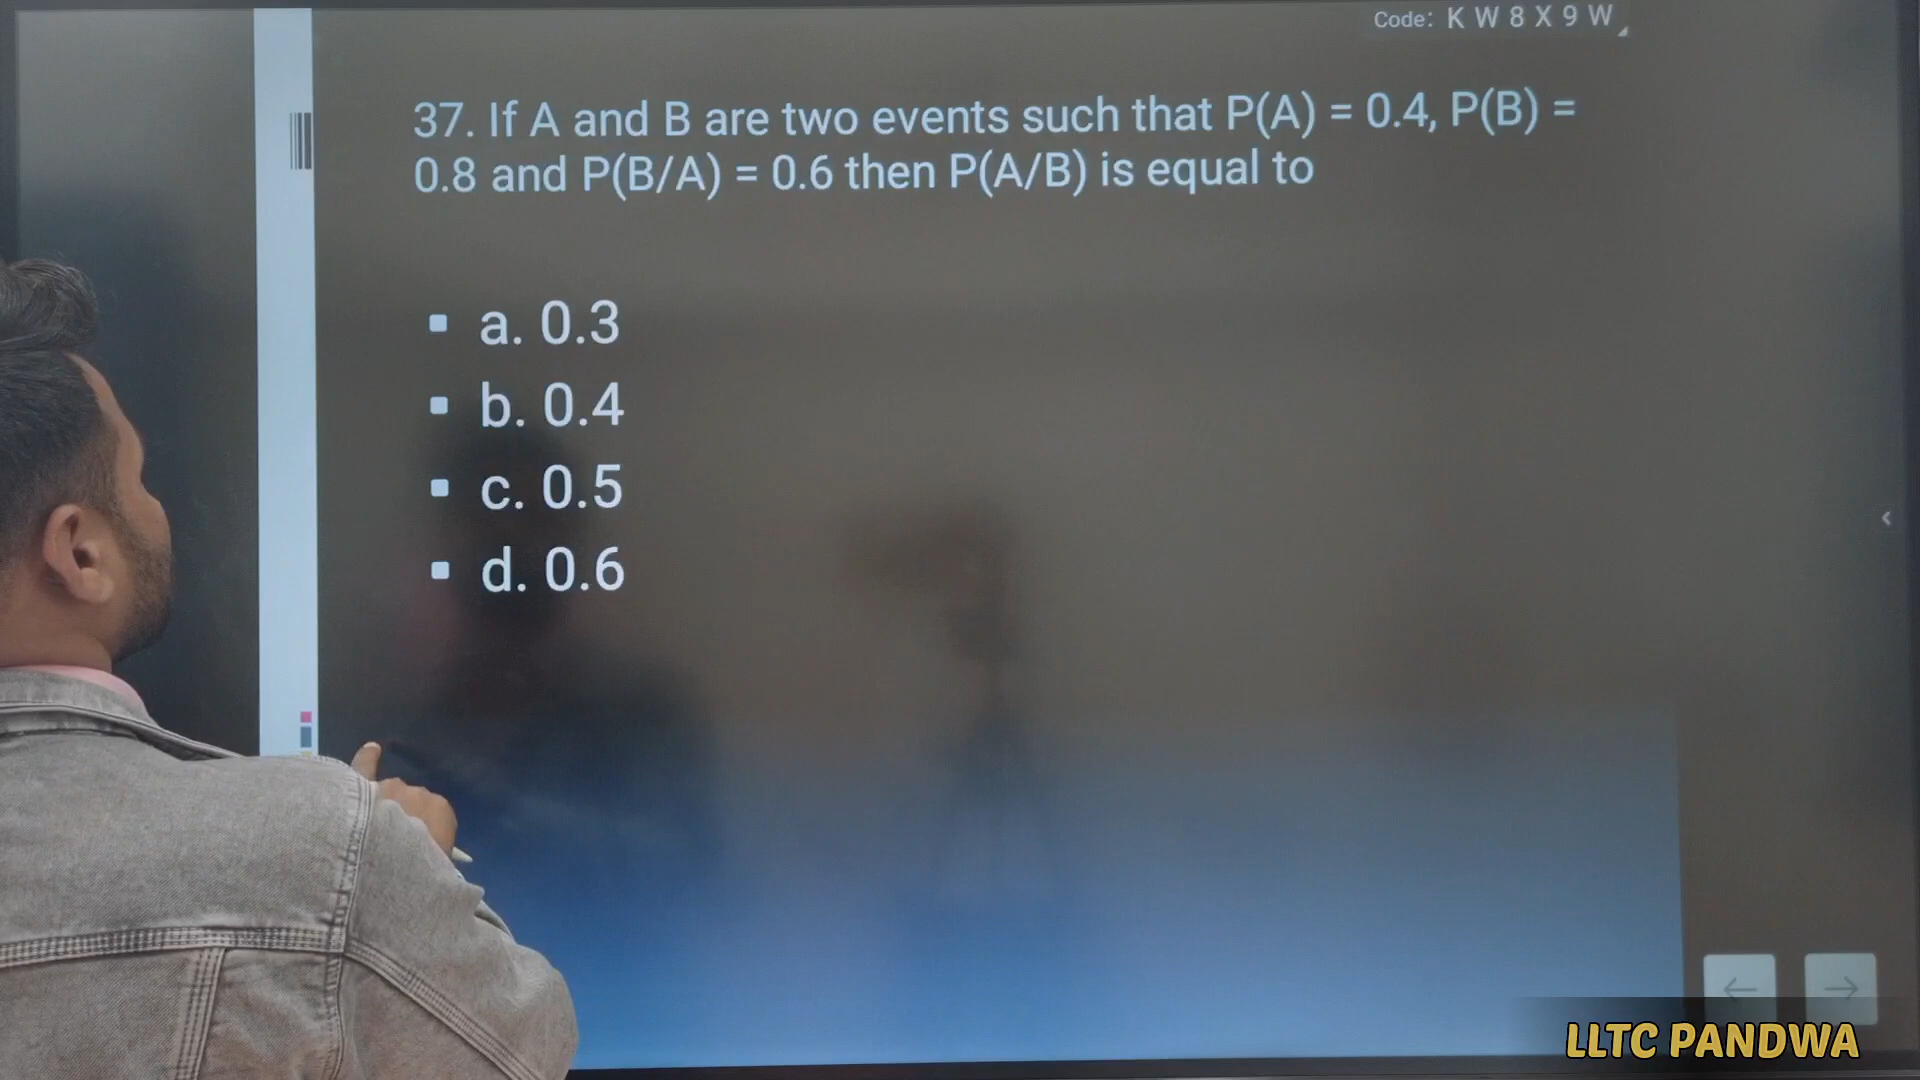 Code: K W 8 X 9 W
37. If A and B are two events such that P(A) = 0.4, P(B) =
0.8 and P(B/A) = 0.6 then P(A/B) is equal to
▪ a. 0.3
▪ b. 0.4
▪ c. 0.5
▪ d. 0.6
LLTC PANDWA